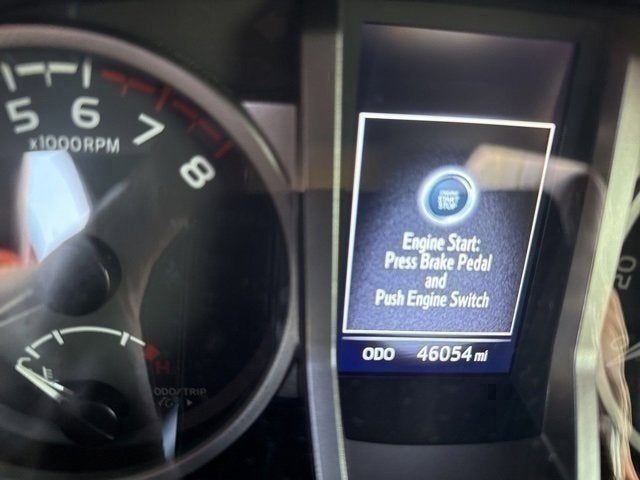 5 6 7 8
x1000RPM
ENGINE
START
STOP
Engine Start:
Press Brake Pedal
and
Push Engine Switch
ODO 46054 mi
C H
ODO/TRIP
20